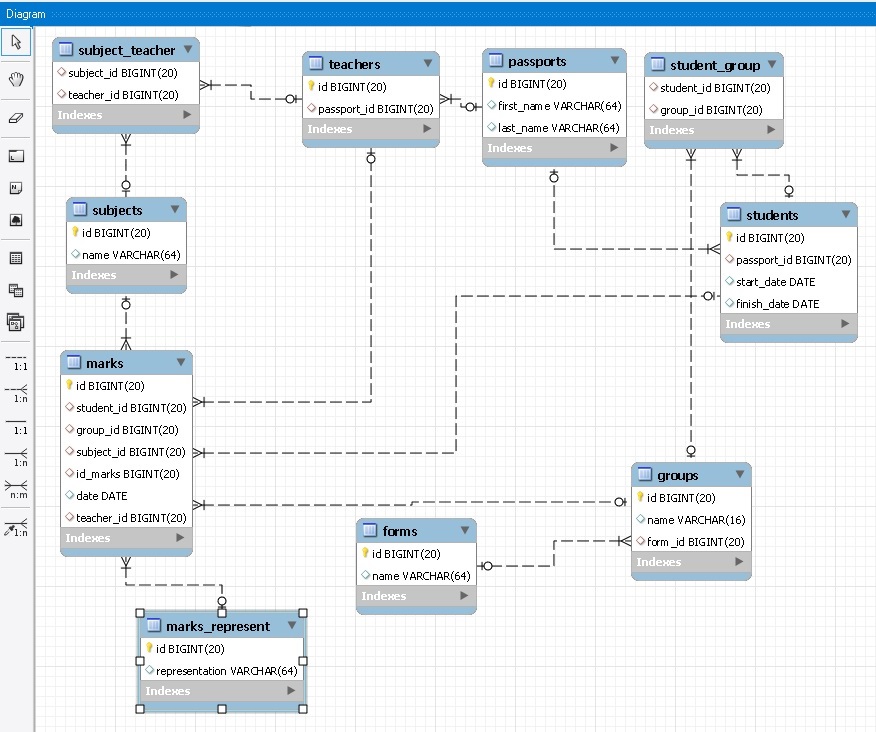 Diagram
subject_teacher
subject_id BIGINT(20)
teacher_id BIGINT(20)
Indexes
teachers
id BIGINT(20)
passport_id BIGINT(20)
Indexes
passports
id BIGINT(20)
first_name VARCHAR(64)
last_name VARCHAR(64)
Indexes
student_group
student_id BIGINT(20)
group_id BIGINT(20)
Indexes
subjects
id BIGINT(20)
name VARCHAR(64)
Indexes
students
id BIGINT(20)
passport_id BIGINT(20)
start_date DATE
finish_date DATE
Indexes
marks
id BIGINT(20)
student_id BIGINT(20)
group_id BIGINT(20)
subject_id BIGINT(20)
id_marks BIGINT(20)
date DATE
teacher_id BIGINT(20)
Indexes
groups
id BIGINT(20)
name VARCHAR(16)
form_id BIGINT(20)
Indexes
forms
id BIGINT(20)
name VARCHAR(64)
Indexes
marks_represent
id BIGINT(20)
representation VARCHAR(64)
Indexes
1:1
1:n
1:1
1:n
n:m
1:n